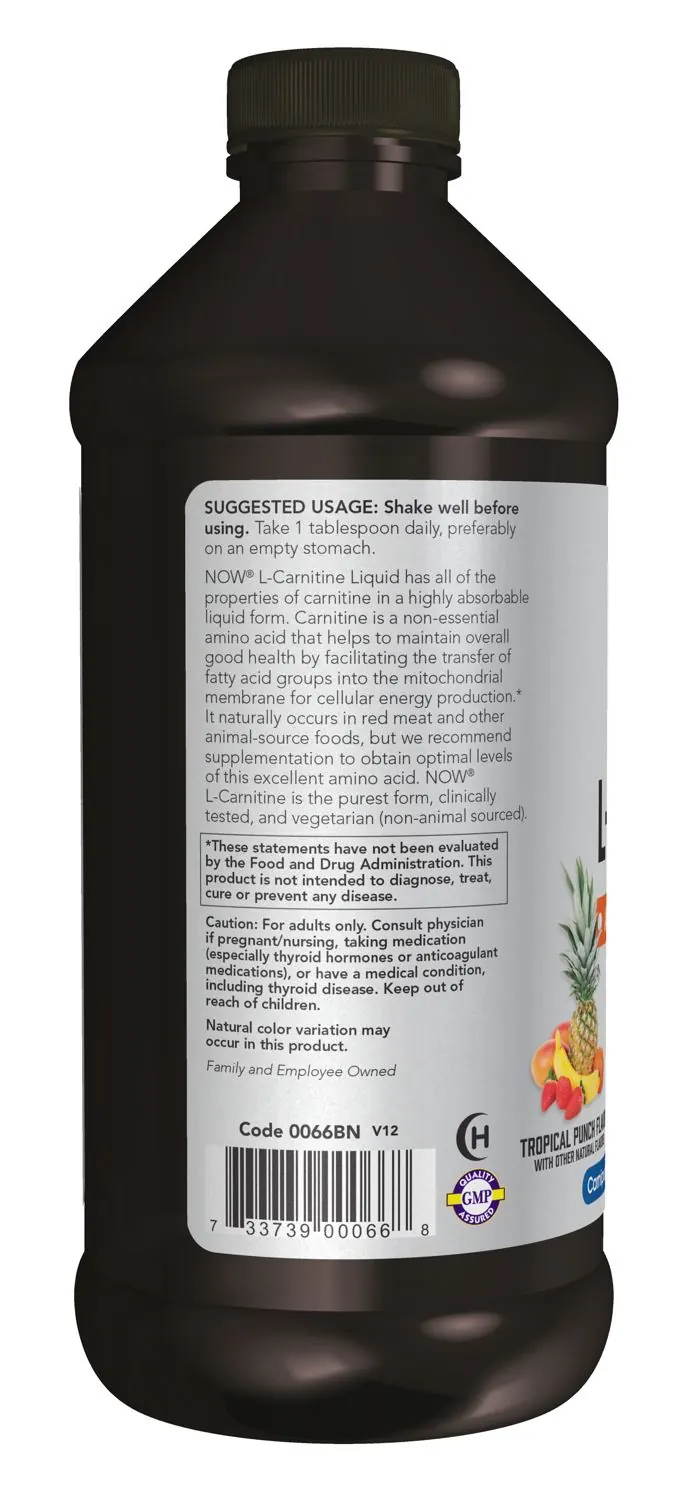 SUGGESTED USAGE: Shake well before
using. Take 1 tablespoon daily, preferably
on an empty stomach.
NOW® L-Carnitine Liquid has all of the
properties of carnitine in a highly absorbable
liquid form. Carnitine is a non-essential
amino acid that helps to maintain overall
good health by facilitating the transfer of
fatty acid groups into the mitochondrial
membrane for cellular energy production.*
It naturally occurs in red meat and other
animal-source foods, but we recommend
supplementation to obtain optimal levels
of this excellent amino acid. NOW®
L-Carnitine is the purest form, clinically
tested, and vegetarian (non-animal sourced).
*These statements have not been evaluated
by the Food and Drug Administration. This
product is not intended to diagnose, treat,
cure or prevent any disease.
Caution: For adults only. Consult physician
if pregnant/nursing, taking medication
(especially thyroid hormones or anticoagulant
medications), or have a medical condition,
including thyroid disease. Keep out of
reach of children.
Natural color variation may
occur in this product.
Family and Employee Owned
Code 0066BN V12
7 33739 00066 8
H
QUALITY
GMP
ASSURED
L-
TROPICAL PUNCH
WITH OTHER NATURAL